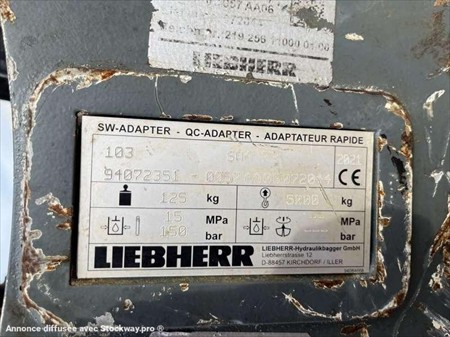 LIEBHERR
SW-ADAPTER - QC-ADAPTER - ADAPTATEUR RAPIDE
103 2021
94072351 CE
125 kg 5000 kg
15 MPa MPa
150 bar bar
LIEBHERR LIEBHERR-Hydraulikbagger GmbH
Liebherrstrasse 12
D-88457 KIRCHDORF / ILLER
Annonce diffusée avec Stockway.pro ®